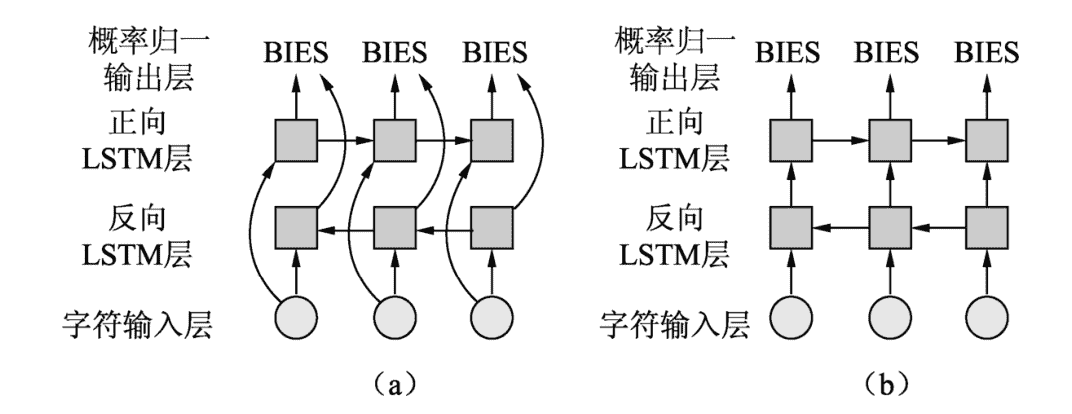 概率归一
输出层
BIES BIES BIES
正向
LSTM层
反向
LSTM层
字符输入层
(a)
概率归一
输出层
BIES BIES BIES
正向
LSTM层
反向
LSTM层
字符输入层
(b)